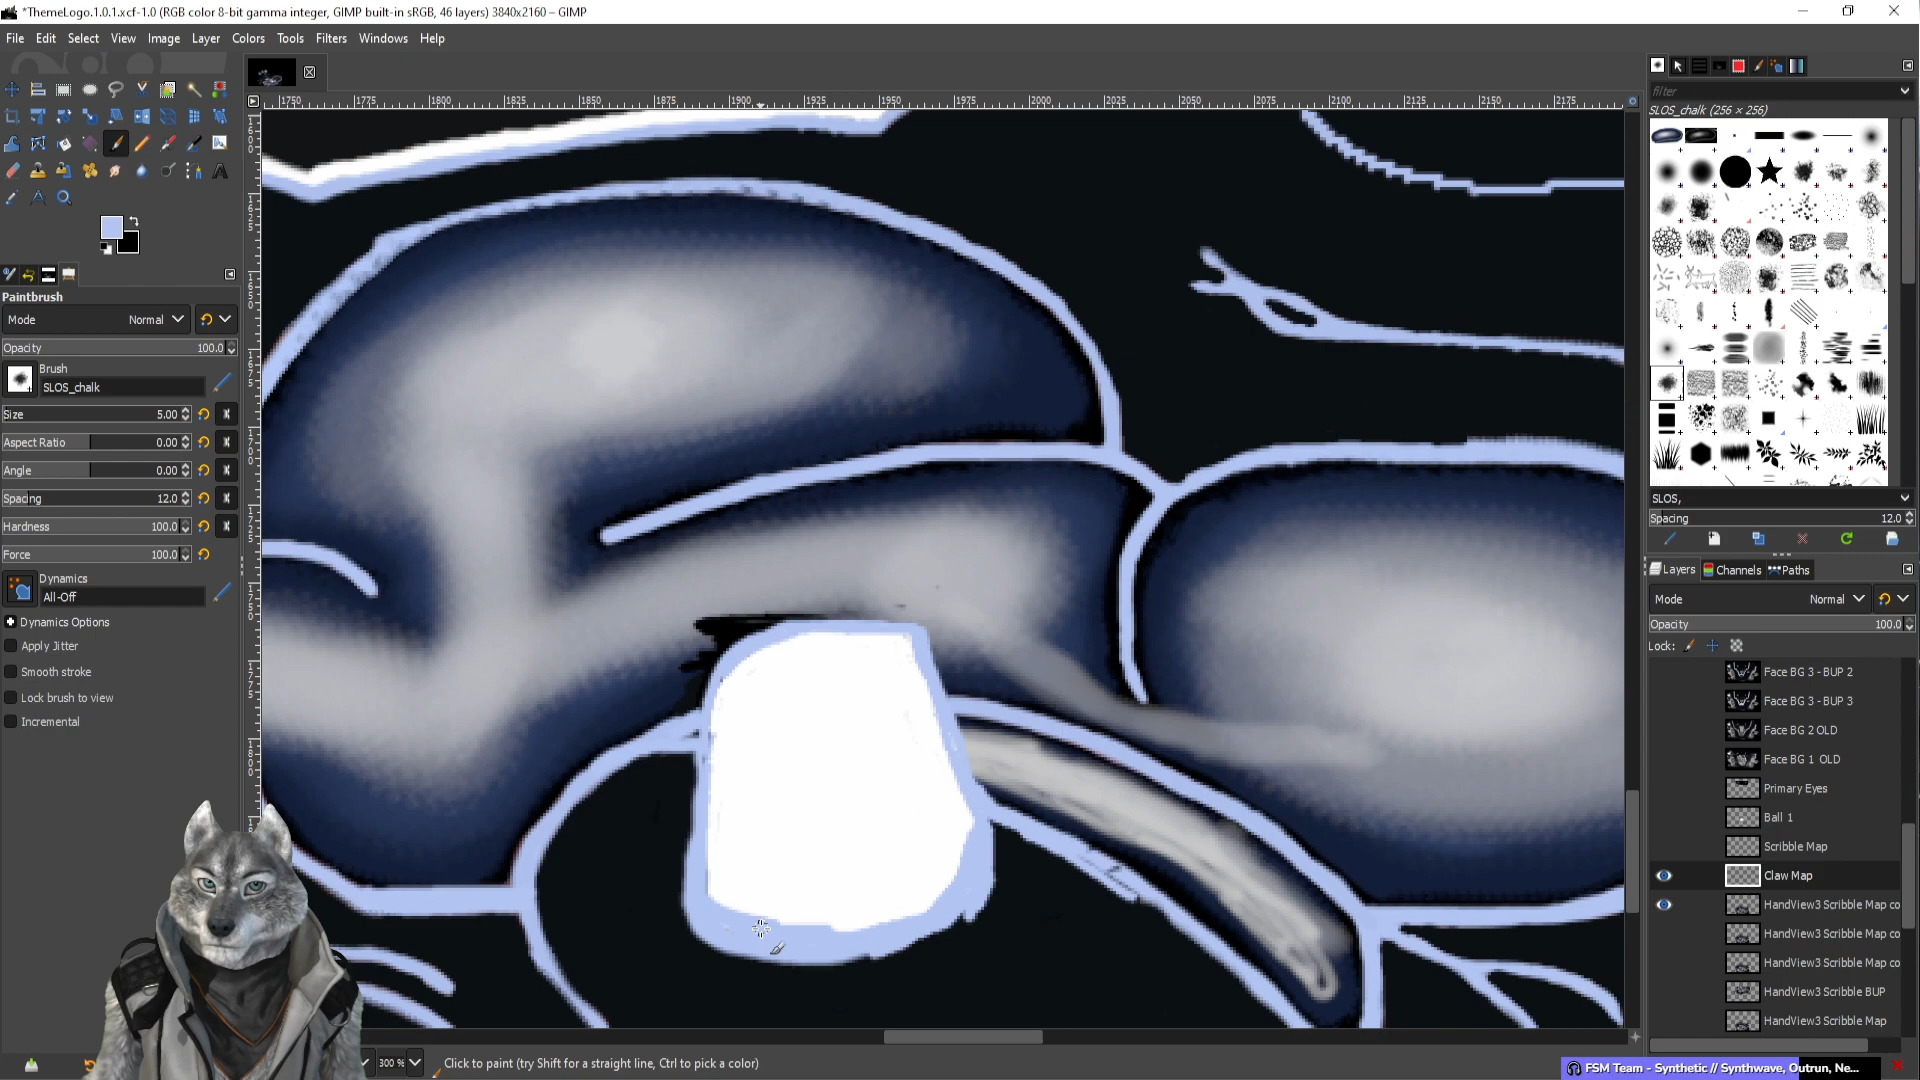 *ThemeLogo.1.0.1.xcf-1.0 (RGB color 8-bit gamma integer, GIMP built-in sRGB, 46 layers) 3840x2160 – GIMP
File Edit Select View Image Layer Colors Tools Filters Windows Help
1750 1775 1800 1825 1850 1875 1900 1925 1950 1975 2000 2025 2050 2075 2100 2125 2150 2175
Paintbrush
Mode Normal
Opacity 100.0
Brush
SLOS_chalk
Size 5.00
Aspect Ratio 0.00
Angle 0.00
Spacing 12.0
Hardness 100.0
Force 100.0
Dynamics
All-Off
Dynamics Options
Apply Jitter
Smooth stroke
Lock brush to view
Incremental
filter
SLOS_chalk (256 × 256)
SLOS,
Spacing 12.0
Layers Channels Paths
Mode Normal
Opacity 100.0
Lock:
Face BG 3 - BUP 2
Face BG 3 - BUP 3
Face BG 2 OLD
Face BG 1 OLD
Primary Eyes
Ball 1
Scribble Map
Claw Map
HandView3 Scribble Map co
HandView3 Scribble Map co
HandView3 Scribble Map co
HandView3 Scribble BUP
HandView3 Scribble Map
300 %
Click to paint (try Shift for a straight line, Ctrl to pick a color)
FSM Team - Synthetic // Synthwave, Outrun, Ne...